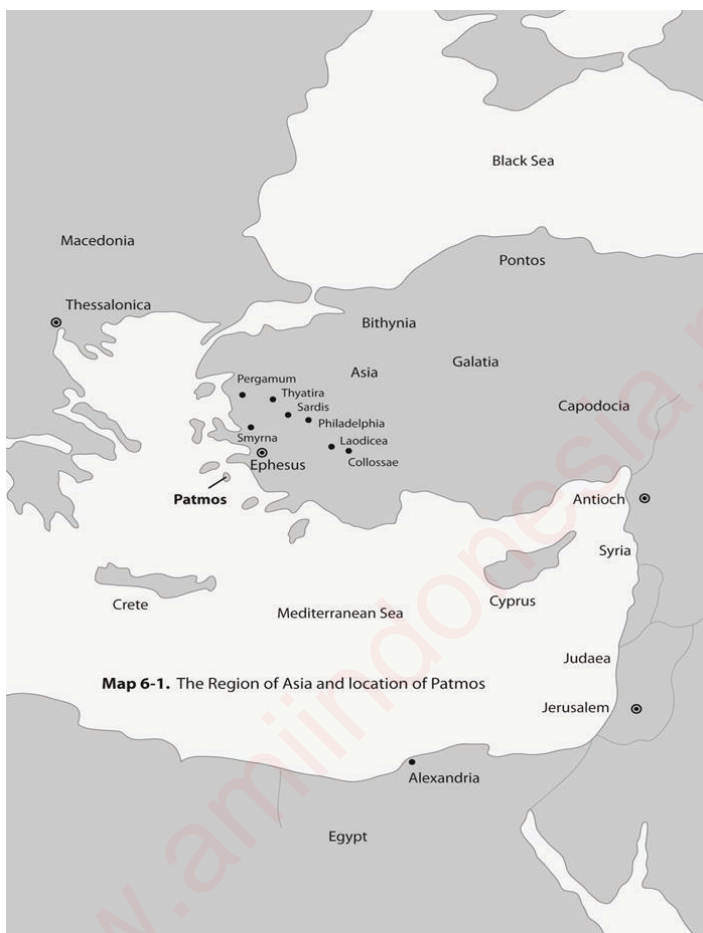 Black Sea
Macedonia
Pontos
Thessalonica
Bithynia
Galatia
Asia
Pergamum
Thyatira
Capodocia
Sardis
Philadelphia
Smyrna
Laodicea
Ephesus
Collossae
Patmos
Antioch
Syria
Crete
Cyprus
Mediterranean Sea
Judaea
Map 6-1. The Region of Asia and location of Patmos
Jerusalem
Alexandria
Egypt